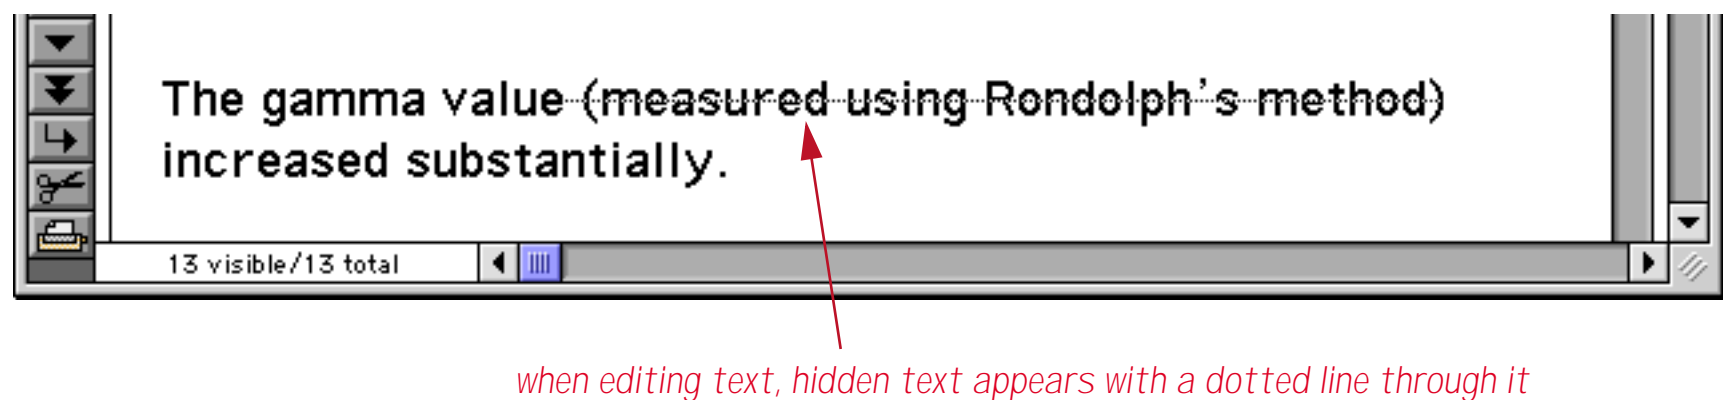 The gamma value (measured using Rondolph's method)
increased substantially.
13 visible/13 total
when editing text, hidden text appears with a dotted line through it